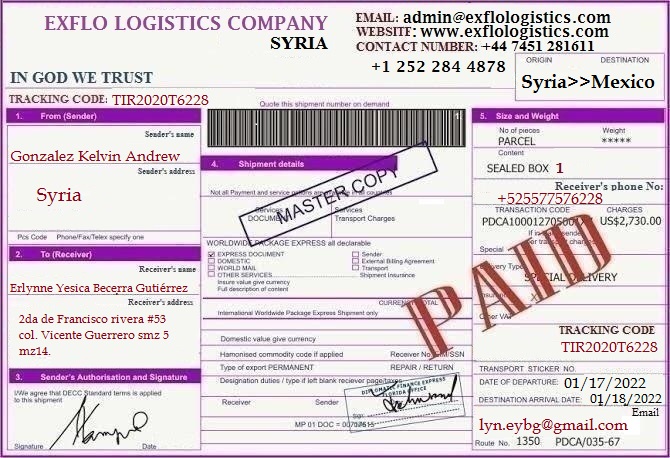 EXFLO LOGISTICS COMPANY
SYRIA
EMAIL: admin@exflologistics.com
WEBSITE: www.exflologistics.com
CONTACT NUMBER: +44 7451 281611
+1 252 284 4878
IN GOD WE TRUST
ORIGIN DESTINATION
Syria>>Mexico
TRACKING CODE: TIR2020T6228
Quote this shipment number on demand
1. From (Sender)
Sender's name
Gonzalez Kelvin Andrew
Sender's address
Syria
Pcs Code Phone/Fax/Telex specify one
2. To (Receiver)
Receiver's name
Erlynne Yesica Becerra Gutiérrez
Receiver's address
2da de Francisco rivera #53
col. Vicente Guerrero smz 5
mz14.
3. Sender's Authorisation and Signature
I/We agree that DECC Standard terms is applied
to this shipment
Signature Date
4. Shipment details
Not all Payment and service options are available in all countries
MASTER COPY
Services
DOCUMENT
Services
Transport Charges
WORLDWIDE PACKAGE EXPRESS all declarable
EXPRESS DOCUMENT Sender
DOMESTIC External Billing Agreement
WORLD MAIL Transport
OTHER SERVICES Shipment Insurance
Insure value give currency
Full description of content
CURRENCY TOTAL
International Worldwide Package Express Shipment only
Domestic value give currency
Harmonised commodity code if applied Receiver No
/SSN
Type of export PERMANENT REPAIR / RETURN
Designation duties / type if left blank reciever page/taxes
Receiver Sender
DIPLOMATIC FINANCE EXPRESS
FLORIDA OFFICE
MP 01 DOC =
5. Size and Weight
No of pieces Weight
PARCEL *****
Content
SEALED BOX 1
Receiver's phone No:
+525577576228
TRANSACTION CODE CHARGES
US$2,730.00
Special
PAID
SPECIAL DELIVERY
TRACKING CODE
TIR2020T6228
TRANSPORT STICKER NO.
DATE OF DEPARTURE: 01/17/2022
DESTINATION ARRIVAL DATE: 01/18/2022
Email
lyn.eybg@gmail.com
Route No. 1350 PDCA/035-67